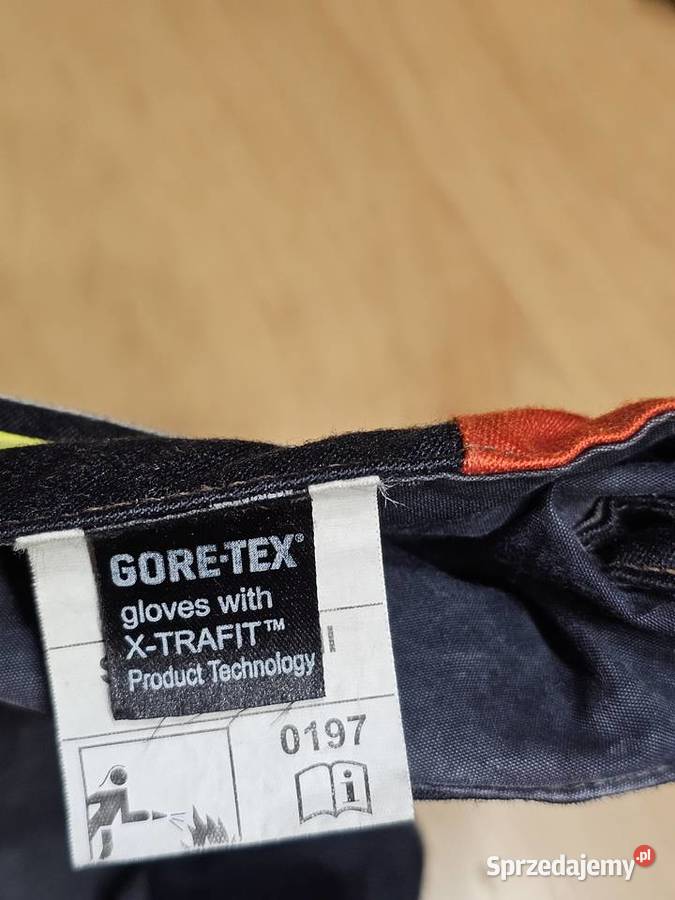 GORE-TEX®
gloves with
X-TRAFIT™
Product Technology
0197
i
Sprzedajemy.pl